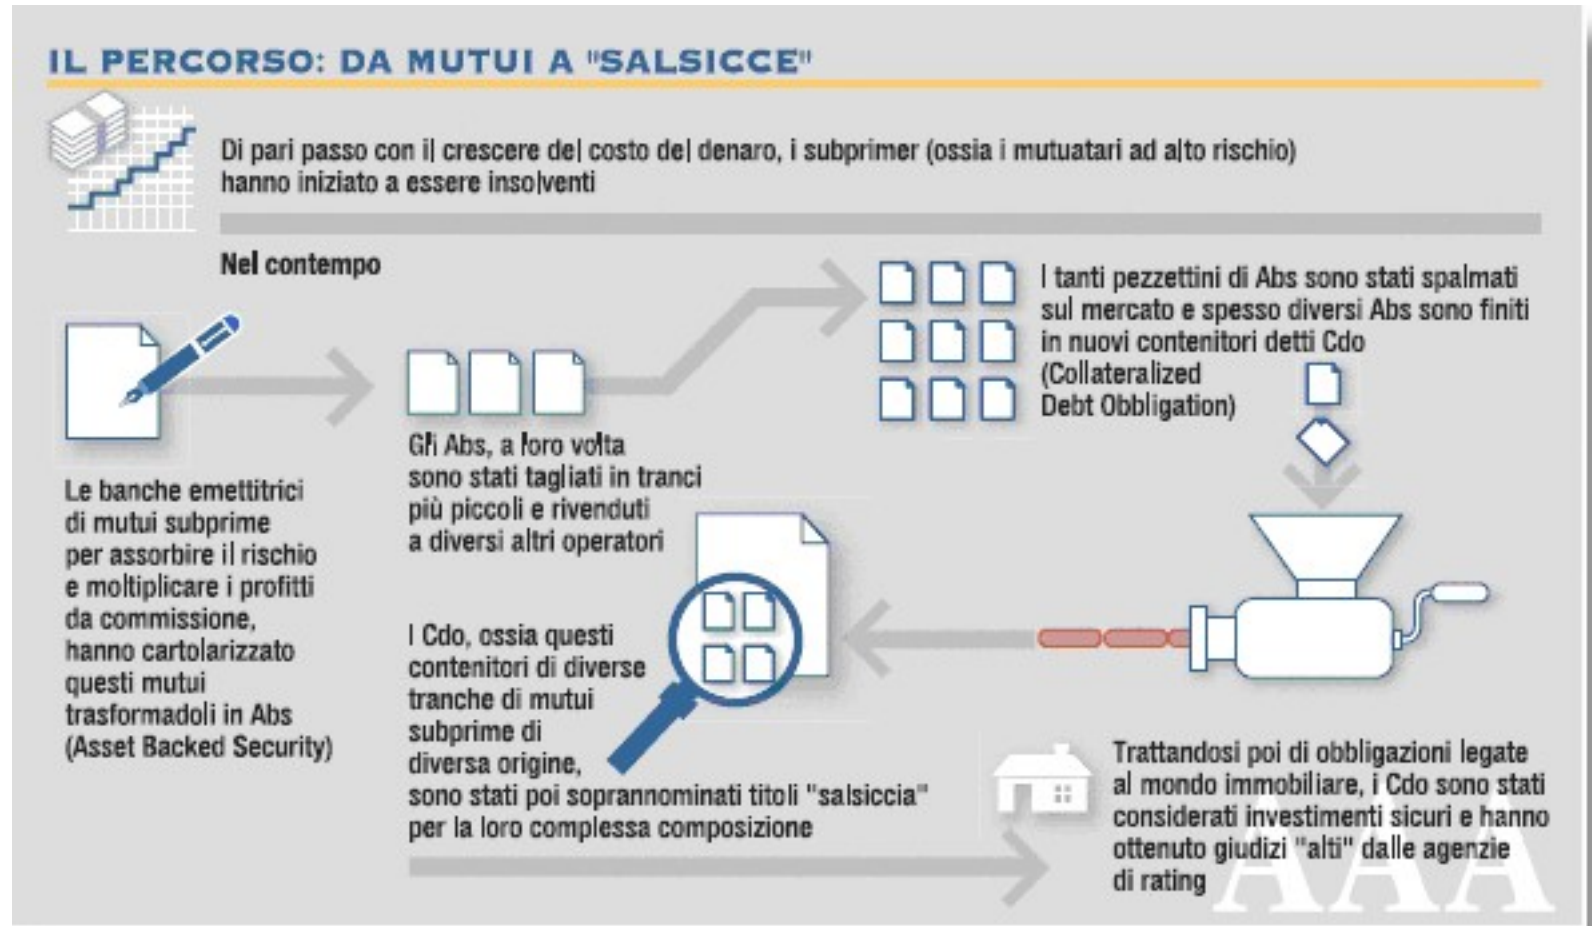 IL PERCORSO: DA MUTUI A "SALSICCE"
Di pari passo con il crescere del costo del denaro, i subprimer (ossia i mutuatari ad alto rischio)
hanno iniziato a essere insolventi
Nel contempo
Le banche emettitrici
di mutui subprime
per assorbire il rischio
e moltiplicare i profitti
da commissione,
hanno cartolarizzato
questi mutui
trasformadoli in Abs
(Asset Backed Security)
Gli Abs, a loro volta
sono stati tagliati in tranci
più piccoli e rivenduti
a diversi altri operatori
I tanti pezzettini di Abs sono stati spalmati
sul mercato e spesso diversi Abs sono finiti
in nuovi contenitori detti Cdo
(Collateralized
Debt Obbligation)
I Cdo, ossia questi
contenitori di diverse
tranche di mutui
subprime di
diversa origine,
sono stati poi soprannominati titoli "salsiccia"
per la loro complessa composizione
Trattandosi poi di obbligazioni legate
al mondo immobiliare, i Cdo sono stati
considerati investimenti sicuri e hanno
ottenuto giudizi "alti" dalle agenzie
di rating
AAA